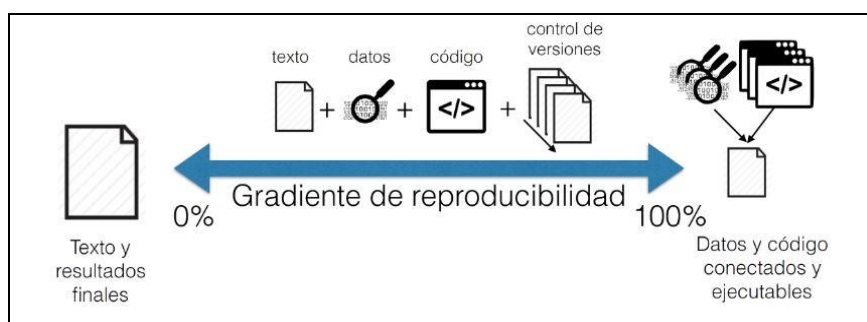 texto
datos
código
control de
versiones
+
+
+
</>
</>
Gradiente de reproducibilidad
0%
100%
Texto y
resultados
finales
Datos y código
conectados y
ejecutables